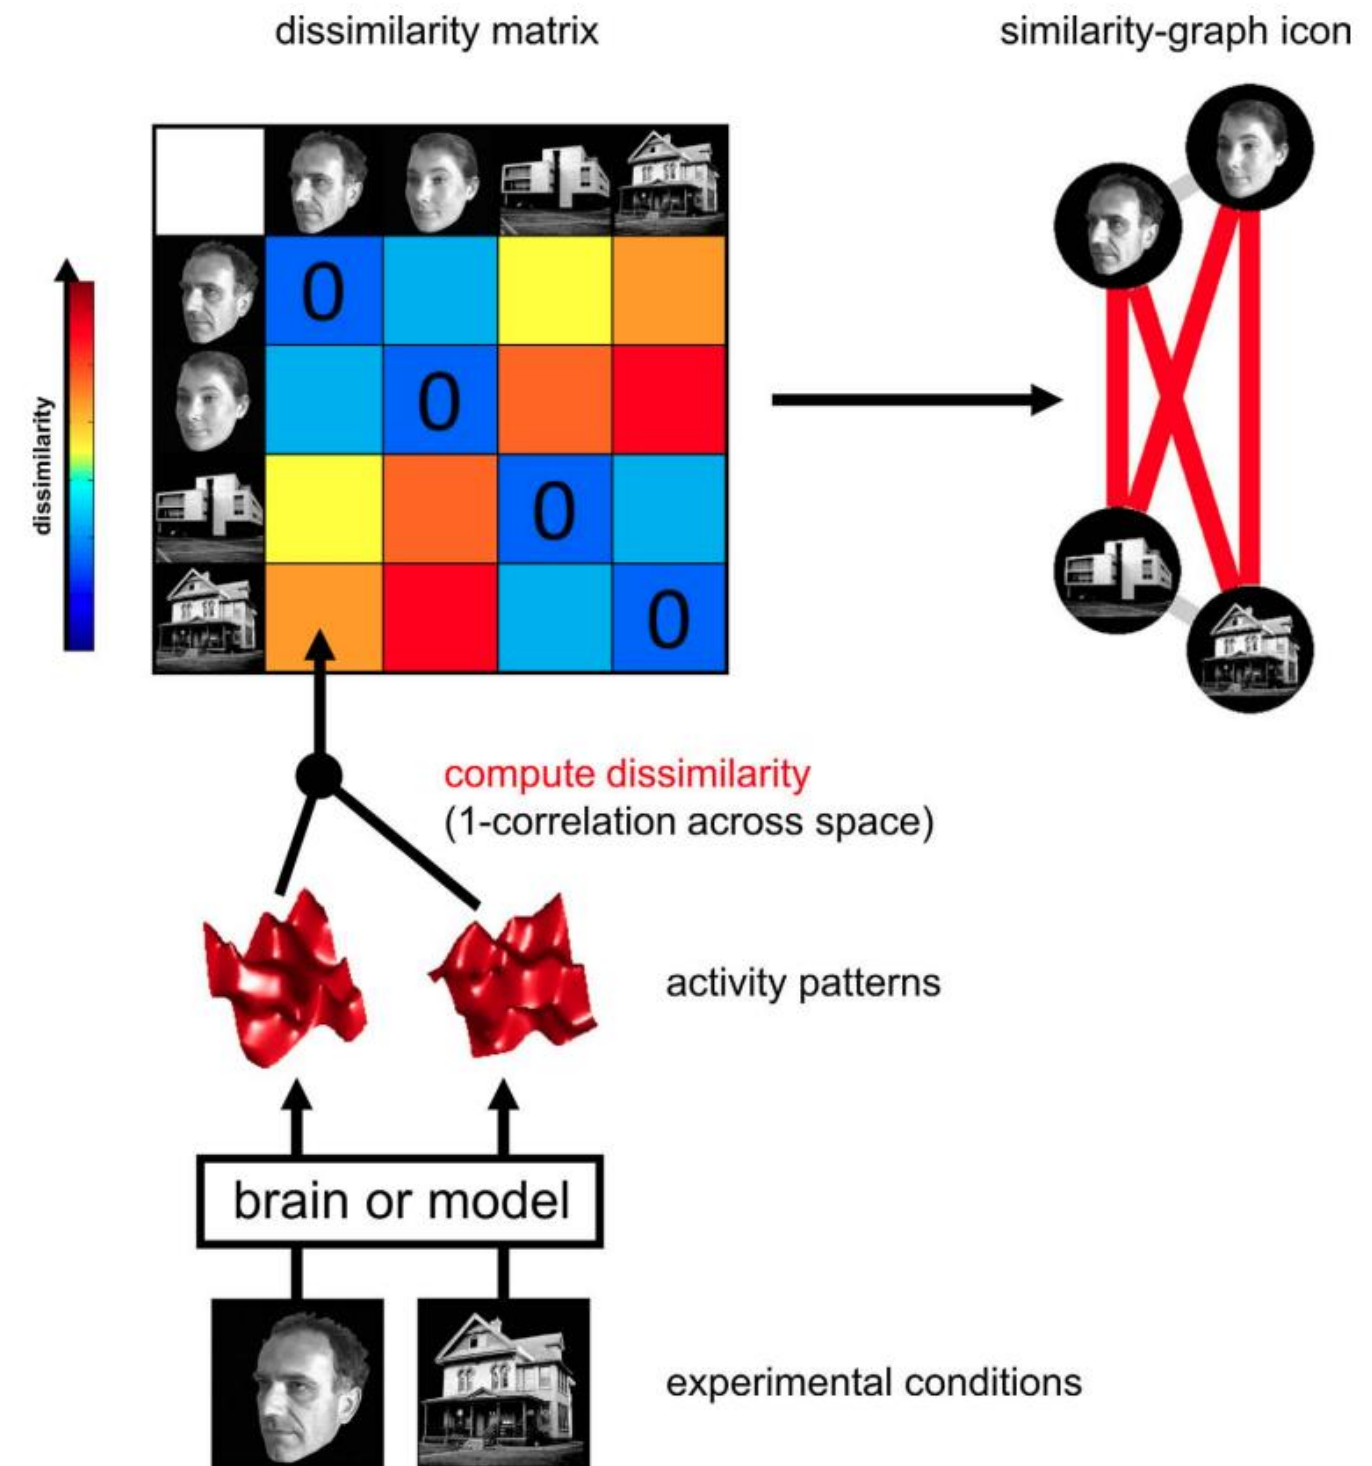 dissimilarity matrix
similarity-graph icon
dissimilarity
0
0
0
0
compute dissimilarity
(1-correlation across space)
activity patterns
brain or model
experimental conditions